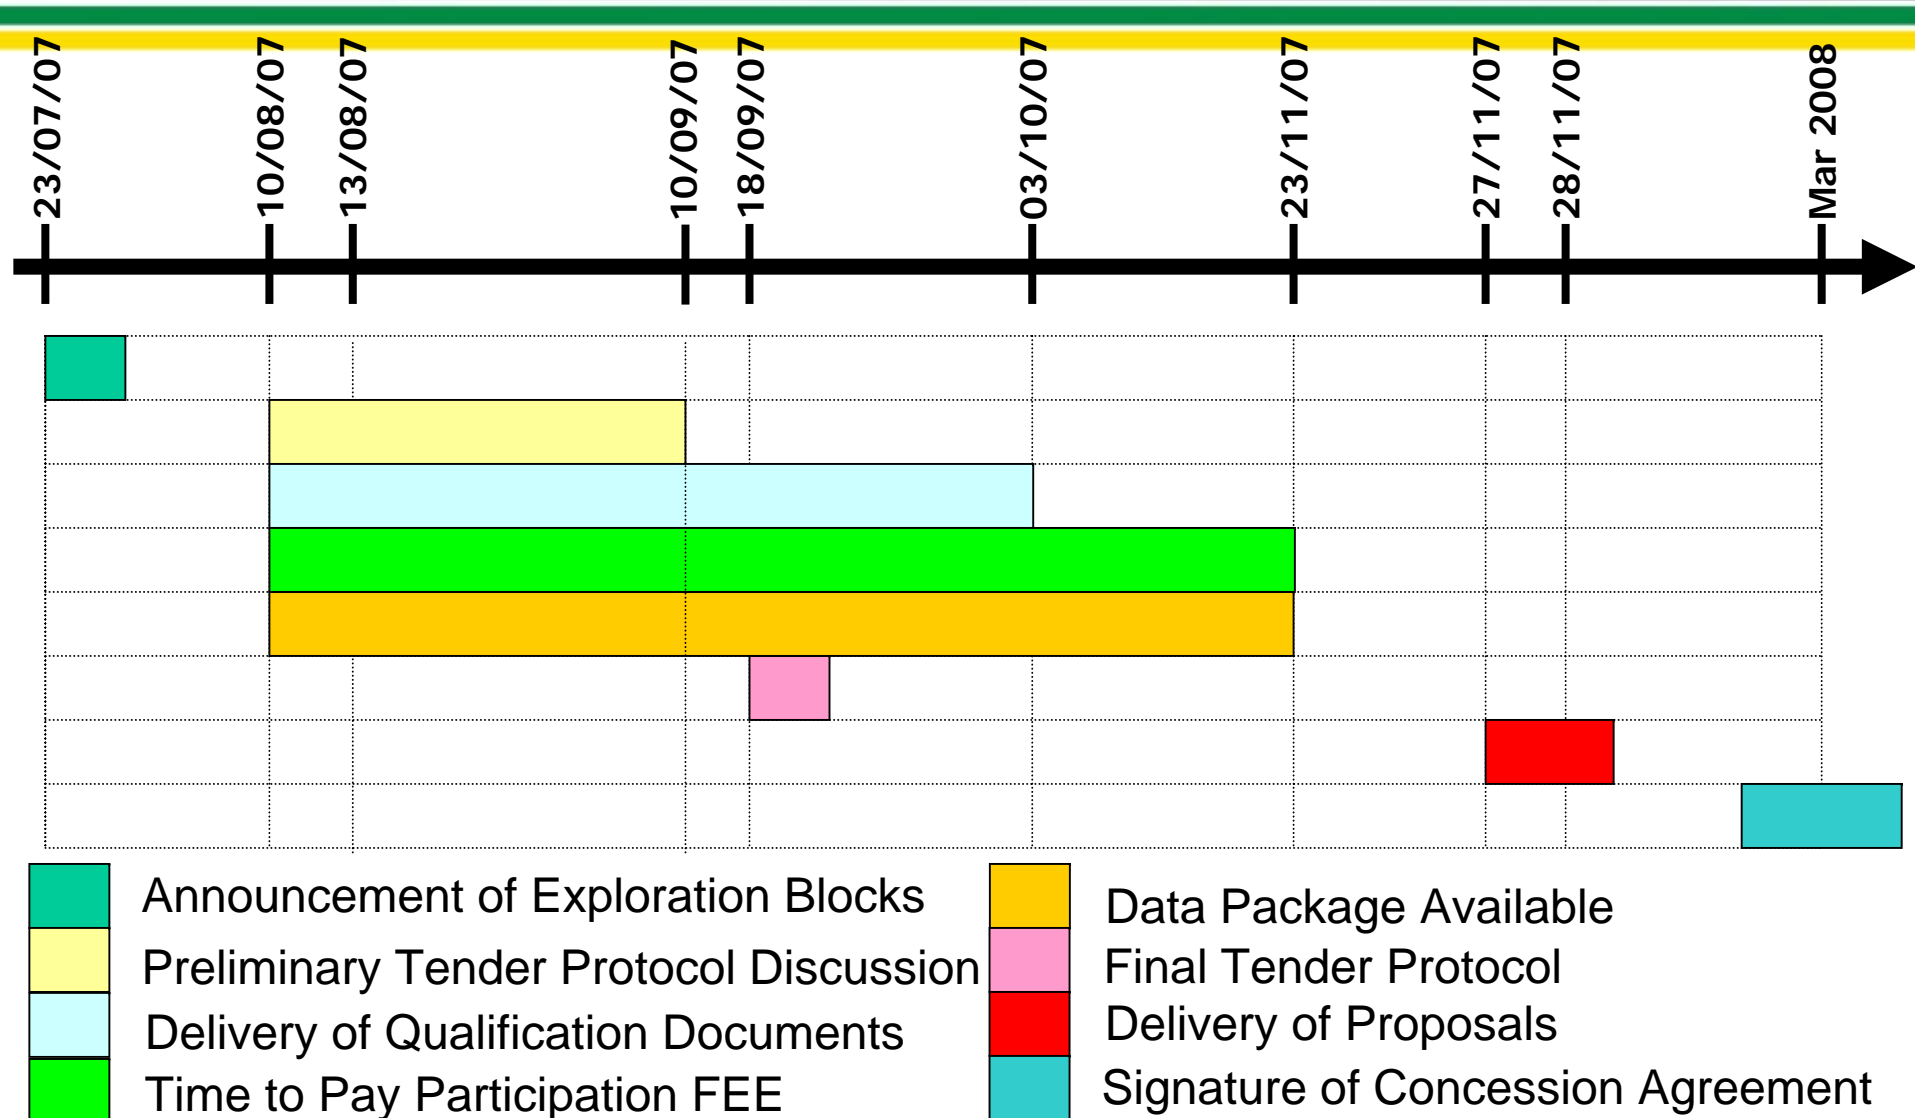 23/07/07
10/08/07
13/08/07
10/09/07
18/09/07
03/10/07
23/11/07
27/11/07
28/11/07
Mar 2008
Announcement of Exploration Blocks
Preliminary Tender Protocol Discussion
Delivery of Qualification Documents
Time to Pay Participation FEE
Data Package Available
Final Tender Protocol
Delivery of Proposals
Signature of Concession Agreement